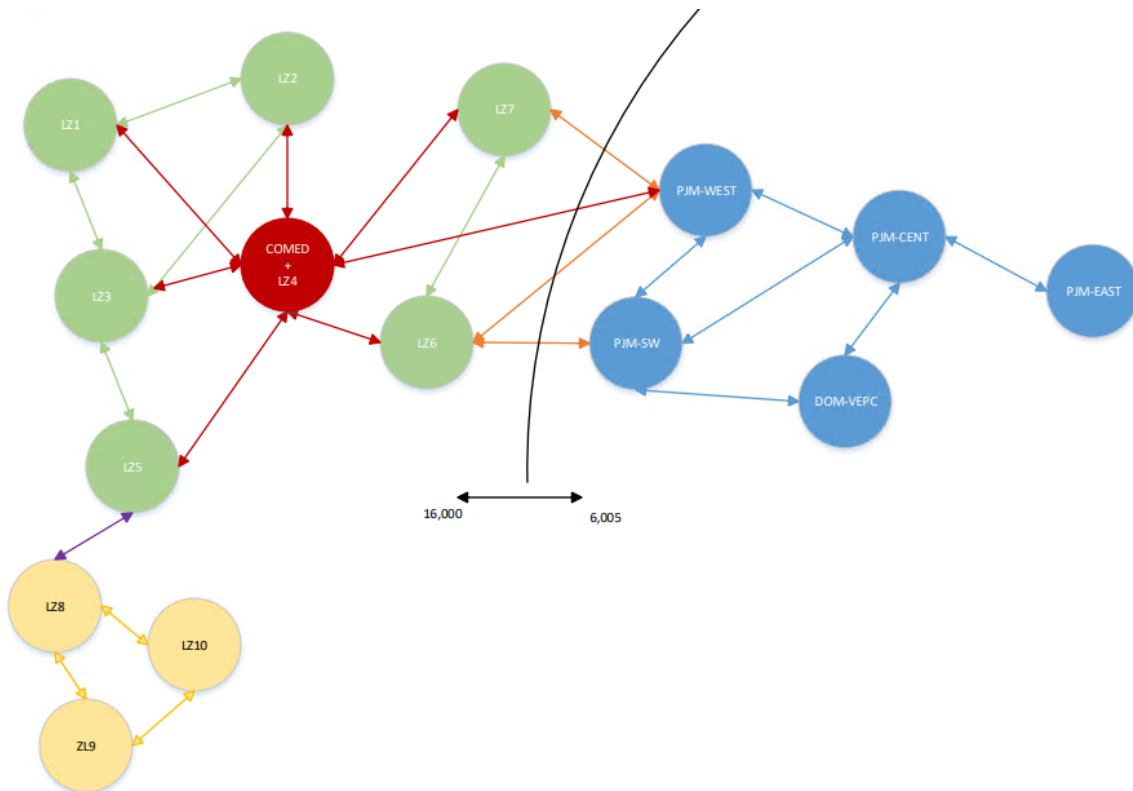 LZ2
LZ1
LZ7
PJM-WEST
PJM-CENT
COMED
+
LZ4
LZ3
PJM-EAST
LZ6
PJM-SW
DOM-VEPC
LZ5
16,000
6,005
LZ8
LZ10
ZL9